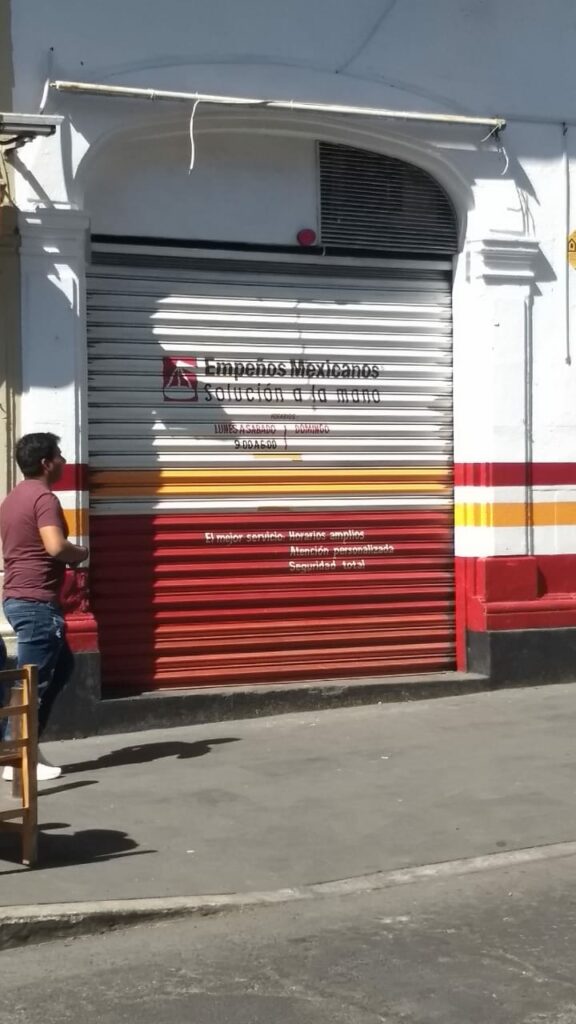 Empeños Mexicanos
Solución a la mano
HORARIOS
LUNES A SABADO } DOMINGO
9:00 A 6:00
El mejor servicio· Horarios amplios
Atención personalizada
Seguridad total